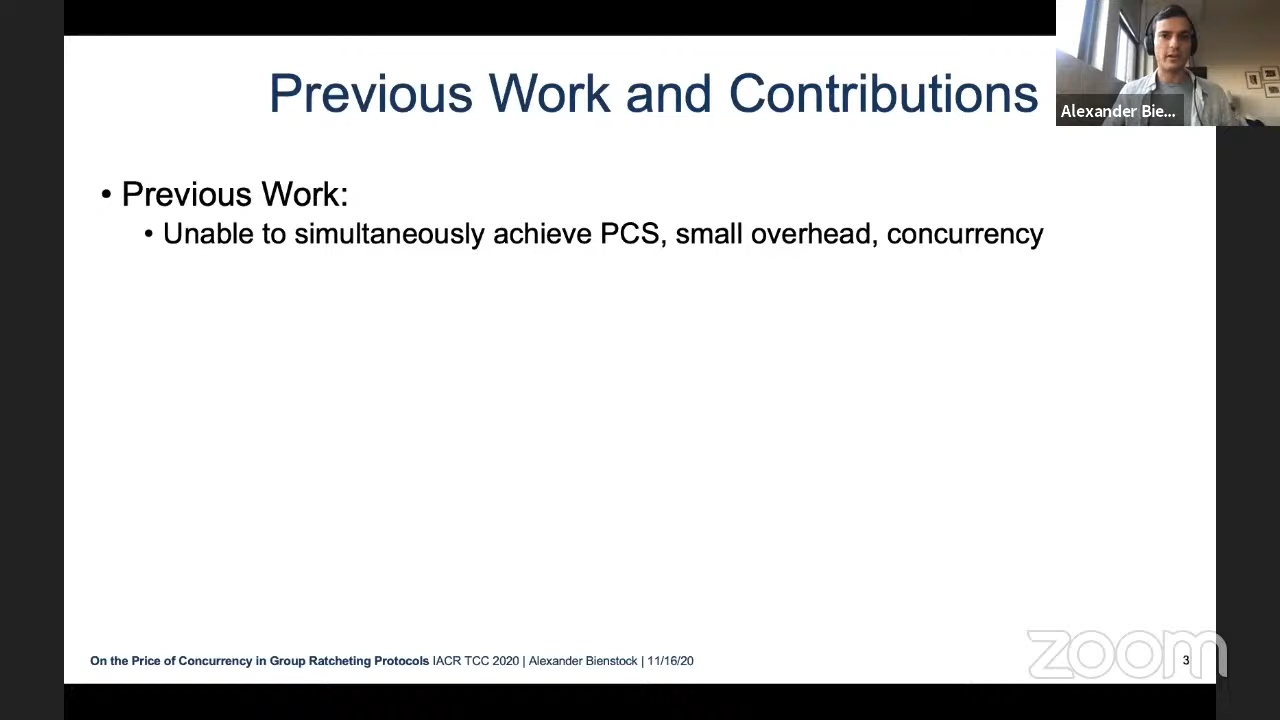 Previous Work and Contributions
Alexander Bie...
• Previous Work:
• Unable to simultaneously achieve PCS, small overhead, concurrency
On the Price of Concurrency in Group Ratcheting Protocols IACR TCC 2020 | Alexander Bienstock | 11/16/20
zoom
3